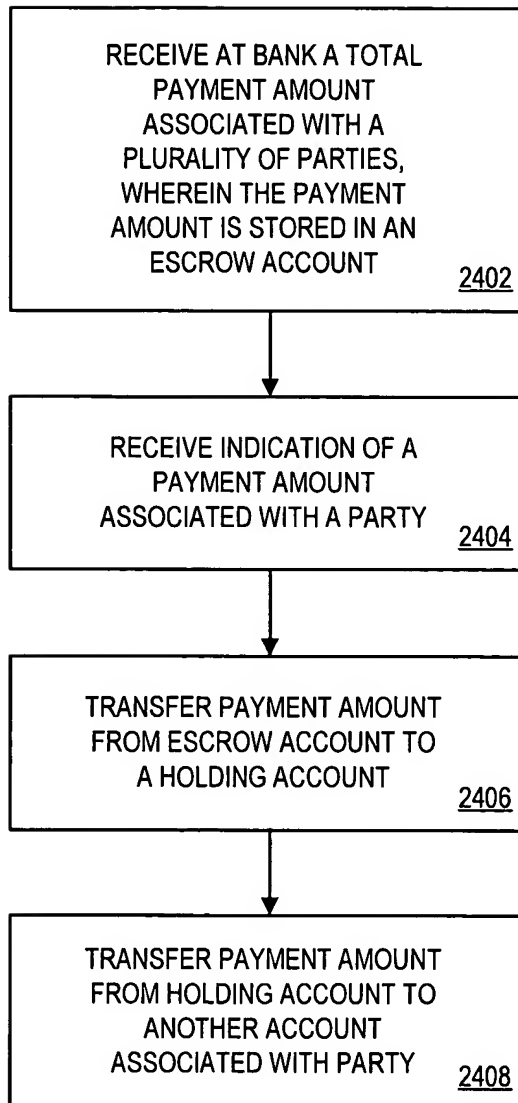 RECEIVE AT BANK A TOTAL
PAYMENT AMOUNT
ASSOCIATED WITH A
PLURALITY OF PARTIES,
WHEREIN THE PAYMENT
AMOUNT IS STORED IN AN
ESCROW ACCOUNT
2402
RECEIVE INDICATION OF A
PAYMENT AMOUNT
ASSOCIATED WITH A PARTY
2404
TRANSFER PAYMENT AMOUNT
FROM ESCROW ACCOUNT TO
A HOLDING ACCOUNT
2406
TRANSFER PAYMENT AMOUNT
FROM HOLDING ACCOUNT TO
ANOTHER ACCOUNT
ASSOCIATED WITH PARTY
2408